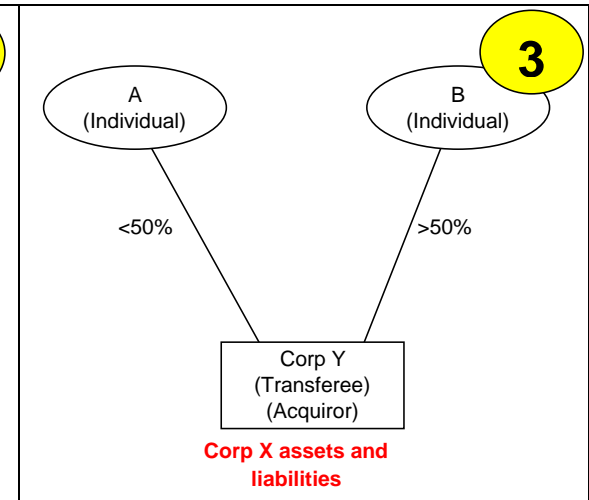 3
A
(Individual)
B
(Individual)
<50%
>50%
Corp Y
(Transferee)
(Acquiror)
Corp X assets and
liabilities